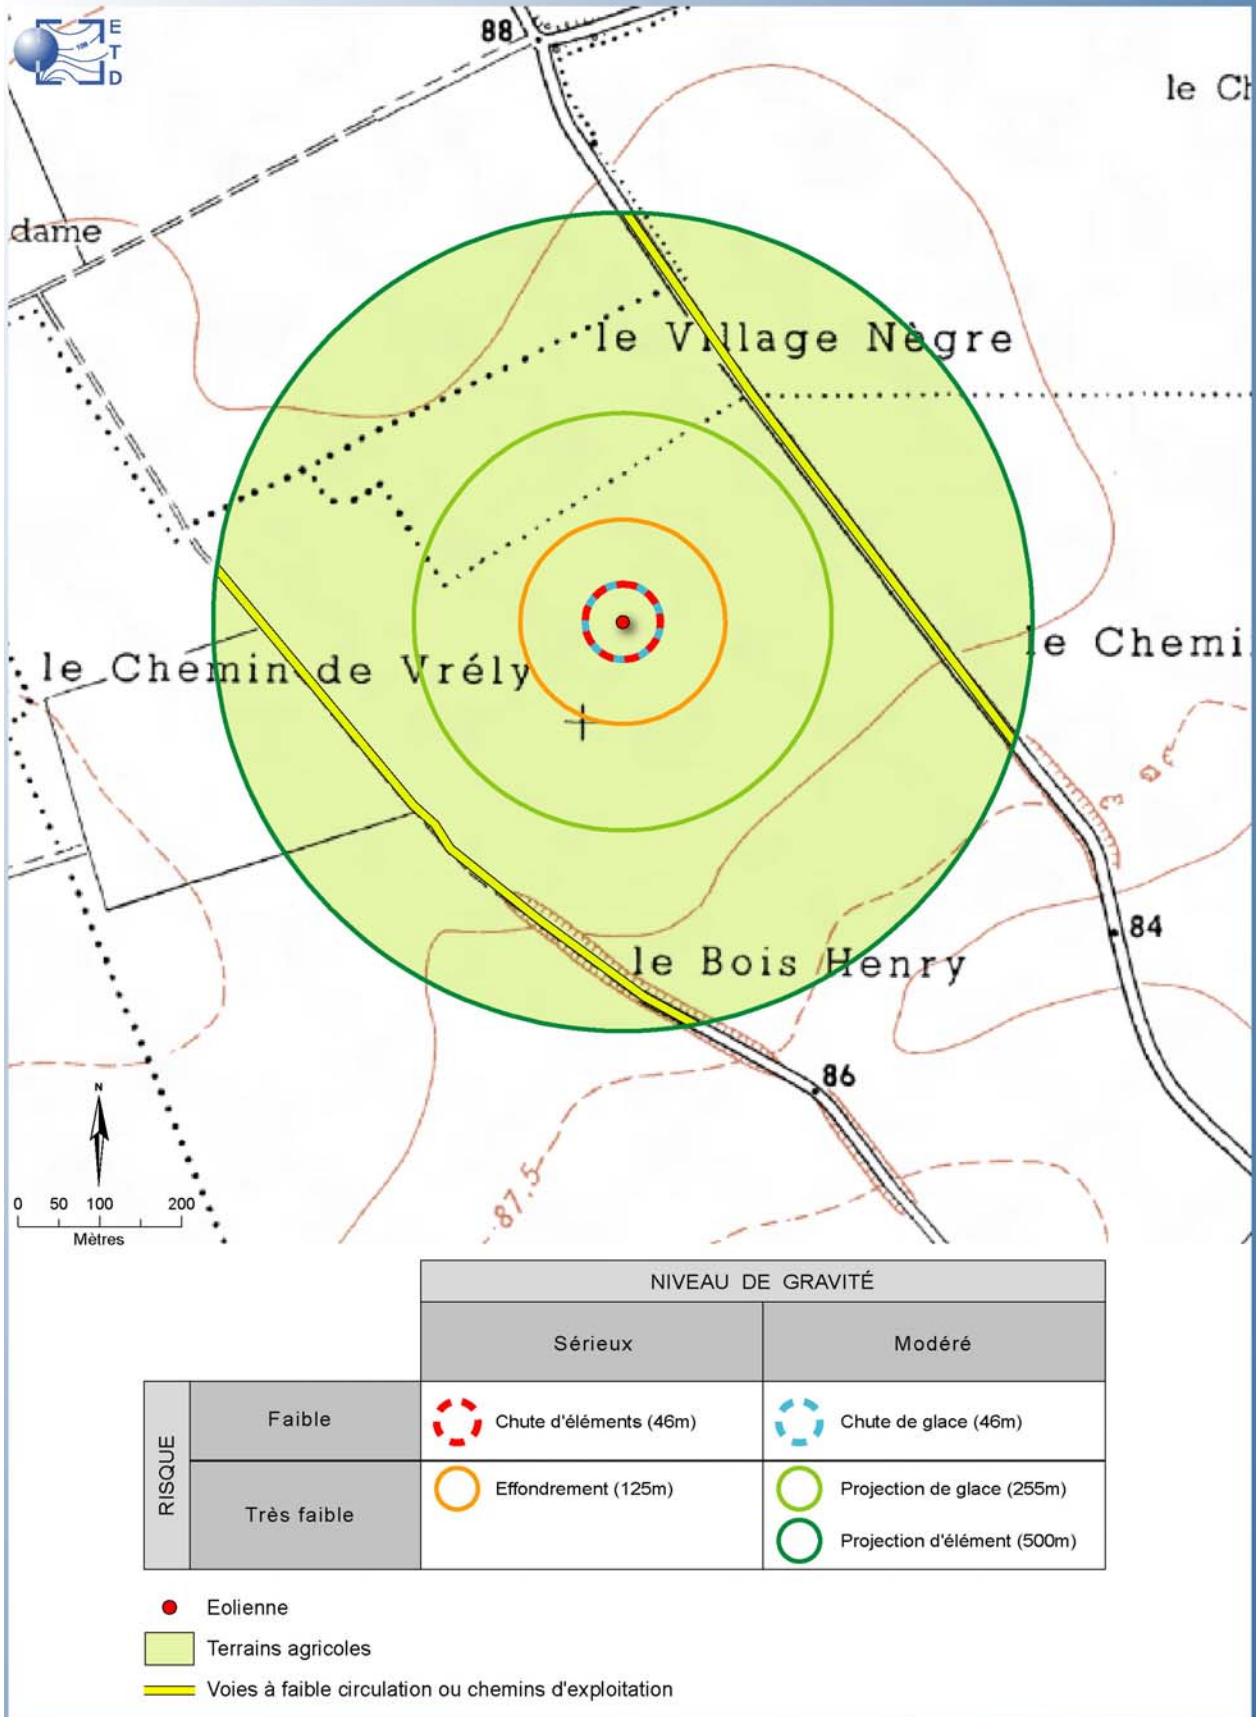 E
T
D
88
le Ch
dame
le Village Nègre
le Chemi
le Chemin de Vrély
84
le Bois Henry
86
N
87,5
0 50 100 200
Mètres
NIVEAU DE GRAVITÉ
Sérieux Modéré
RISQUE
Faible Chute d'éléments (46m) Chute de glace (46m)
Très faible Effondrement (125m) Projection de glace (255m)
Projection d'élément (500m)
Eolienne
Terrains agricoles
Voies à faible circulation ou chemins d'exploitation